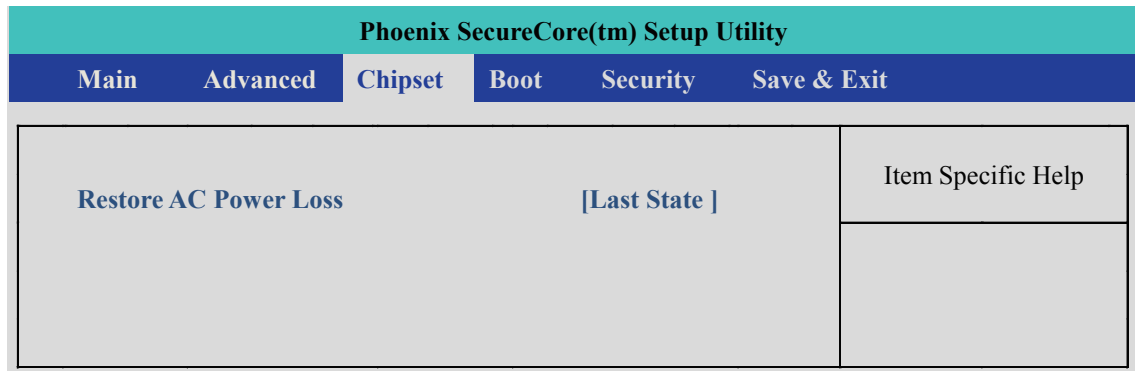 Phoenix SecureCore(tm) Setup Utility
Main Advanced Chipset Boot Security Save & Exit
Restore AC Power Loss [Last State ]
Item Specific Help